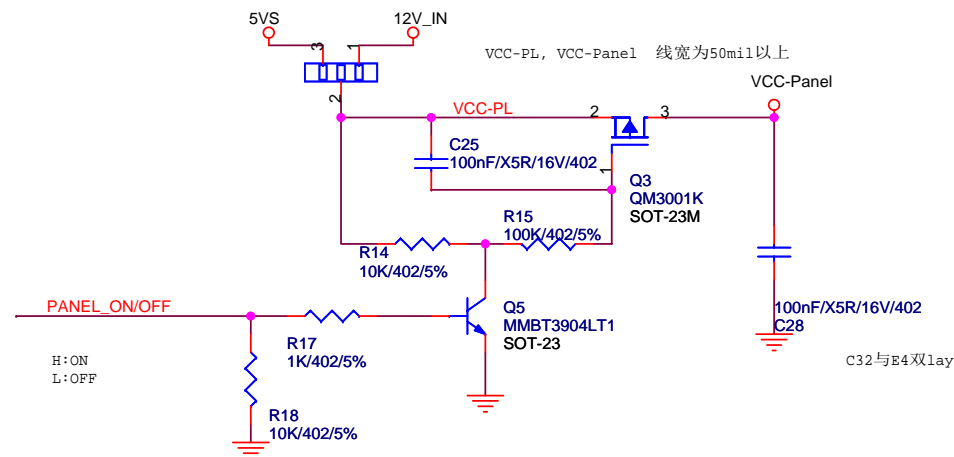 5VS
12V_IN
3
1
2
VCC-PL, VCC-Panel 线宽为50mil以上
VCC-Panel
VCC-PL
2
3
1
C25
100nF/X5R/16V/402
Q3
QM3001K
SOT-23M
R15
100K/402/5%
R14
10K/402/5%
PANEL_ON/OFF
Q5
MMBT3904LT1
SOT-23
100nF/X5R/16V/402
C28
R17
1K/402/5%
H:ON
L:OFF
C32与E4双lay
R18
10K/402/5%